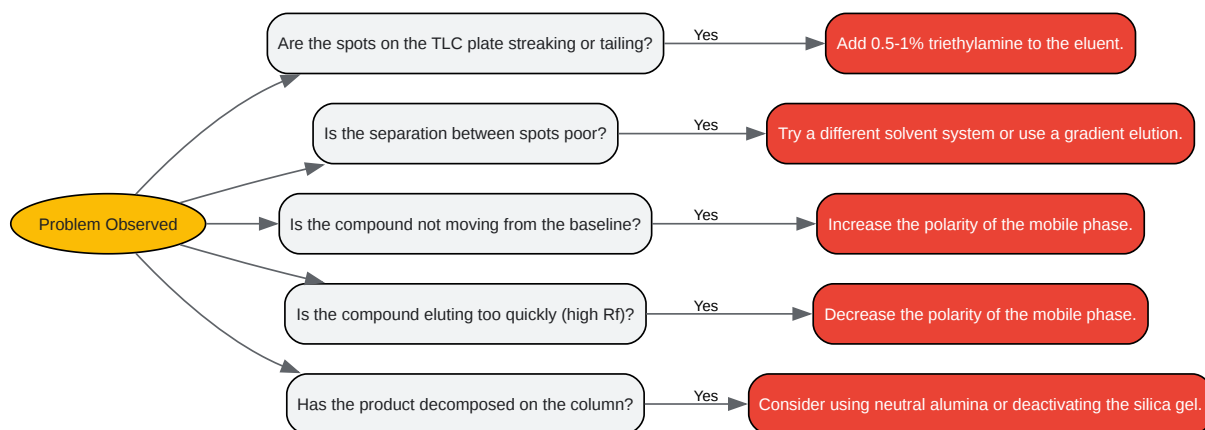 Are the spots on the TLC plate streaking or tailing?
Yes
Add 0.5-1% triethylamine to the eluent.
Is the separation between spots poor?
Yes
Try a different solvent system or use a gradient elution.
Problem Observed
Is the compound not moving from the baseline?
Yes
Increase the polarity of the mobile phase.
Is the compound eluting too quickly (high Rf)?
Yes
Decrease the polarity of the mobile phase.
Has the product decomposed on the column?
Yes
Consider using neutral alumina or deactivating the silica gel.